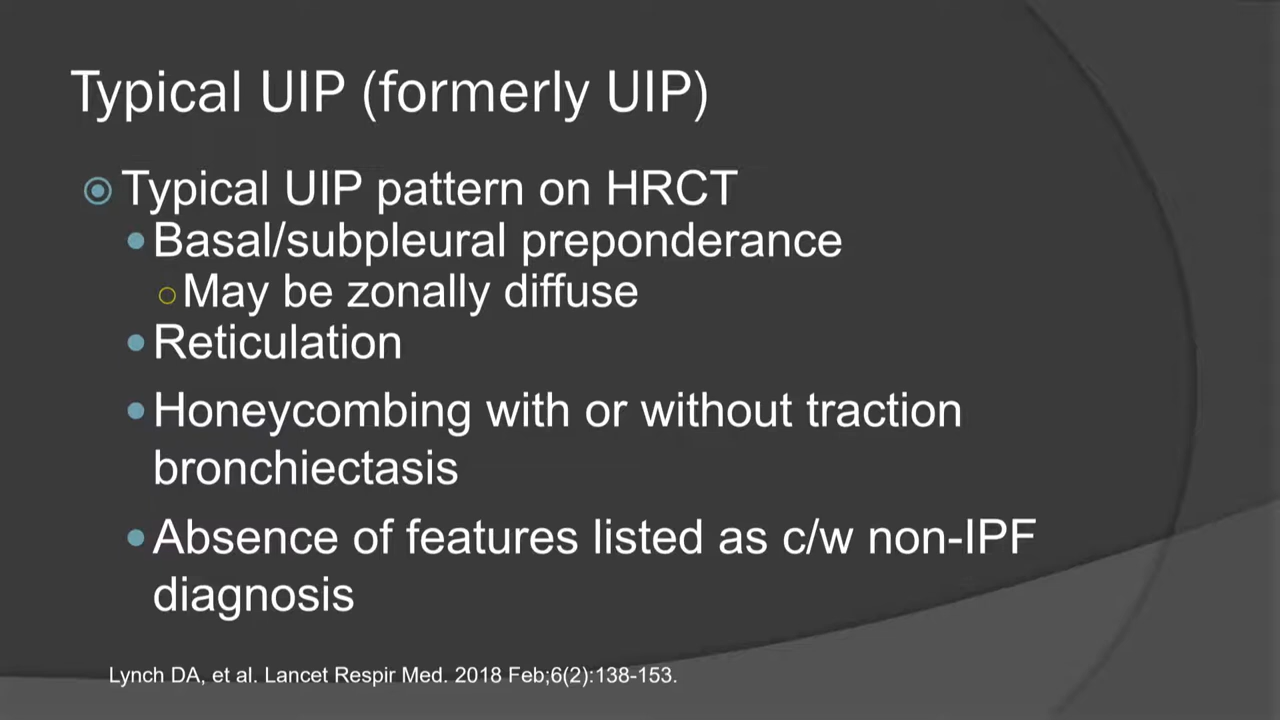 Typical UIP (formerly UIP)
Typical UIP pattern on HRCT
Basal/subpleural preponderance
May be zonally diffuse
Reticulation
Honeycombing with or without traction
bronchiectasis
Absence of features listed as c/w non-IPF
diagnosis
Lynch DA, et al. Lancet Respir Med. 2018 Feb;6(2):138-153.